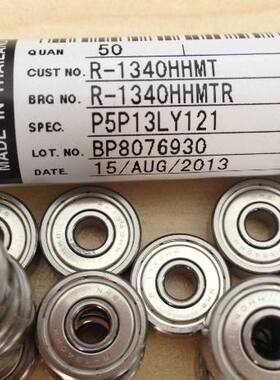 MADE IN THAILAND
QUAN 50
CUST NO. R-1340HHMT
BRG NO. R-1340HHMTR
SPEC. P5P13LY121
LOT. NO. BP8076930
DATE. 15/AUG/2013